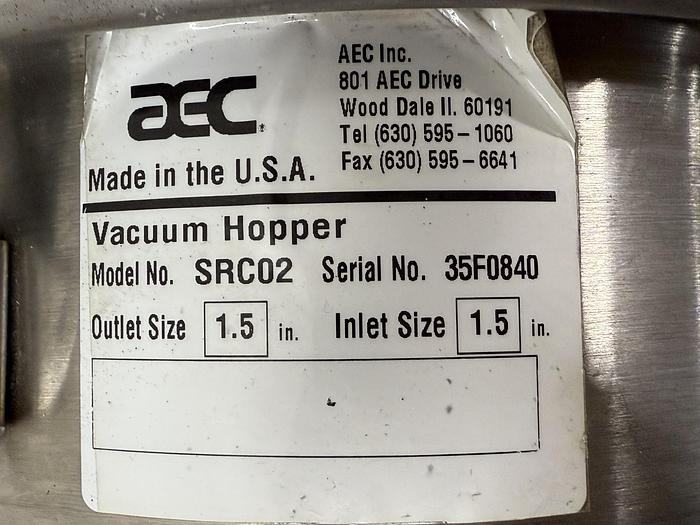 AEC
AEC Inc.
801 AEC Drive
Wood Dale Il. 60191
Tel (630) 595-1060
Fax (630) 595-6641
Made in the U.S.A.
Vacuum Hopper
Model No. SRC02 Serial No. 35F0840
Outlet Size 1.5 in. Inlet Size 1.5 in.